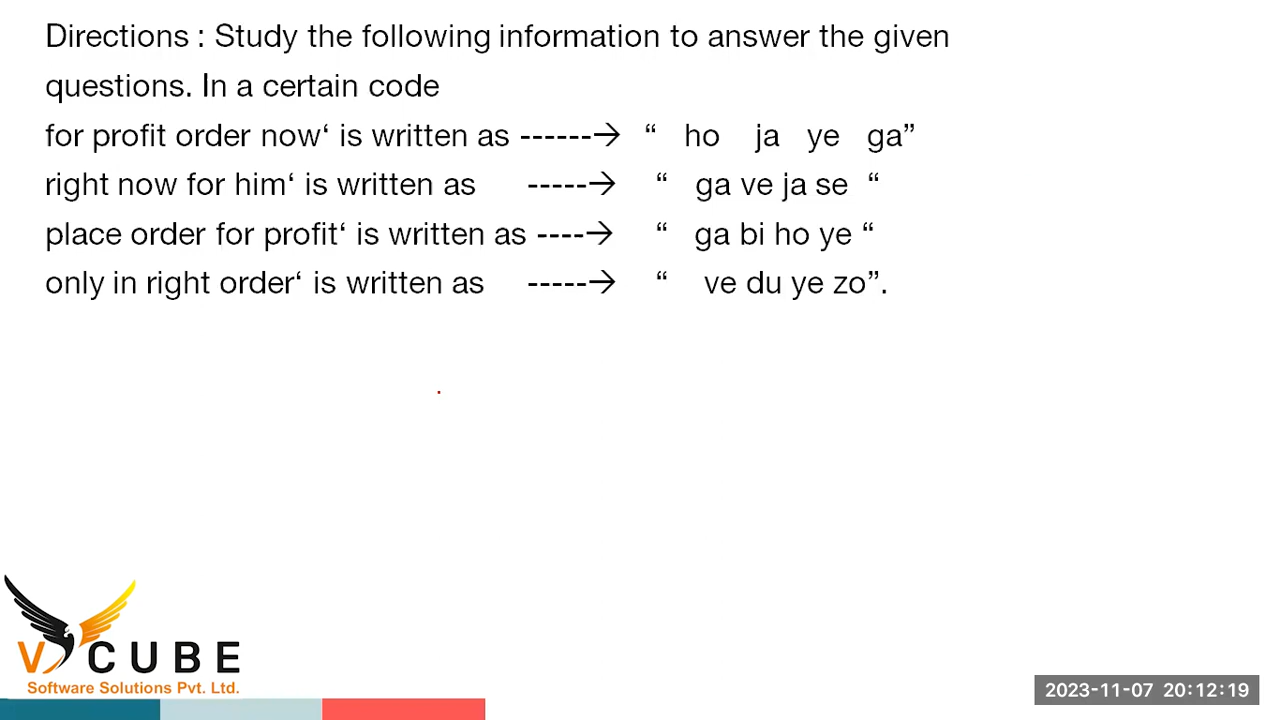 Directions : Study the following information to answer the given
questions. In a certain code
for profit order now‘ is written as ------→ “ ho ja ye ga”
right now for him‘ is written as -----→ “ ga ve ja se “
place order for profit‘ is written as ----→ “ ga bi ho ye “
only in right order‘ is written as -----→ “ ve du ye zo”.
V CUBE
Software Solutions Pvt. Ltd.
2023-11-07 20:12:19